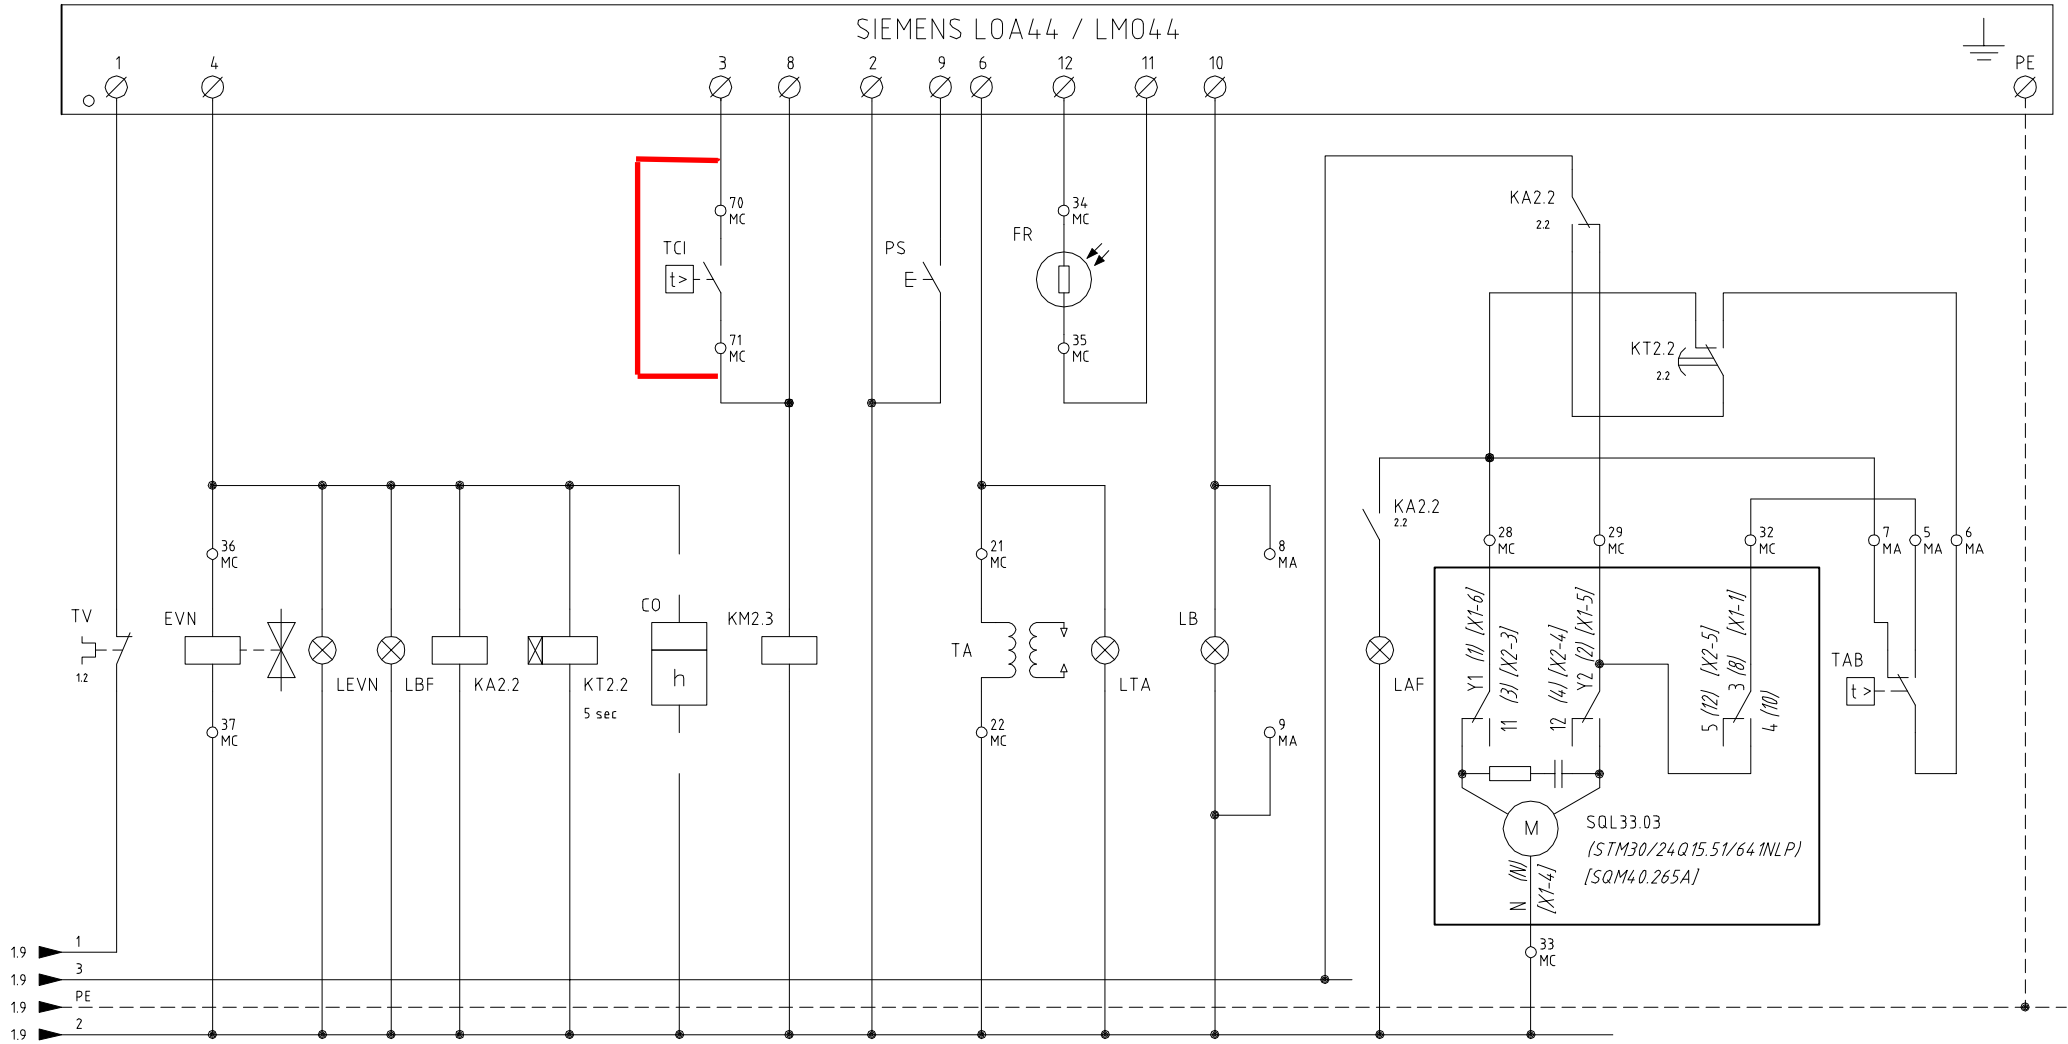 SIEMENS LOA44 / LMO44
1
4
3
8
2
9
6
12
11
10
PE
70
MC
TCI
t>
71
MC
PS
E
FR
34
MC
35
MC
KA2.2
2.2
KT2.2
2.2
KA2.2
2.2
36
MC
21
MC
8
MA
28
MC
29
MC
32
MC
7
MA
5
MA
6
MA
TV
1.2
EVN
LEVN
LBF
KA2.2
KT2.2
5 sec
CO
h
KM2.3
TA
LTA
LB
LAF
TAB
t >
37
MC
22
MC
9
MA
Y1 (1) [X1-6]
11 (3) [X2-3]
12 (4) [X2-4]
Y2 (2) [X1-5]
5 (12) [X2-5]
3 (8) [X1-1]
4 (10)
M
SQL33.03
(STM30/24Q15.51/641NLP)
[SQM40.265A]
N (N)
[X1-4]
33
MC
1.9 1
1.9 3
1.9 PE
1.9 2